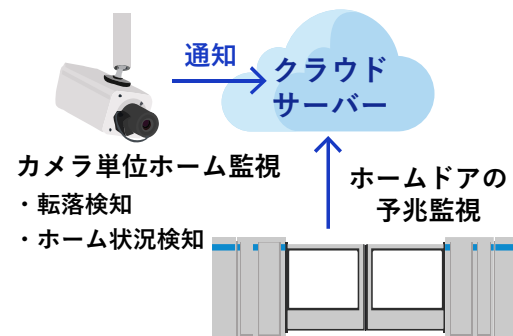 通知
クラウド
サーバー
カメラ単位ホーム監視
・転落検知
・ホーム状況検知
ホームドアの
予兆監視